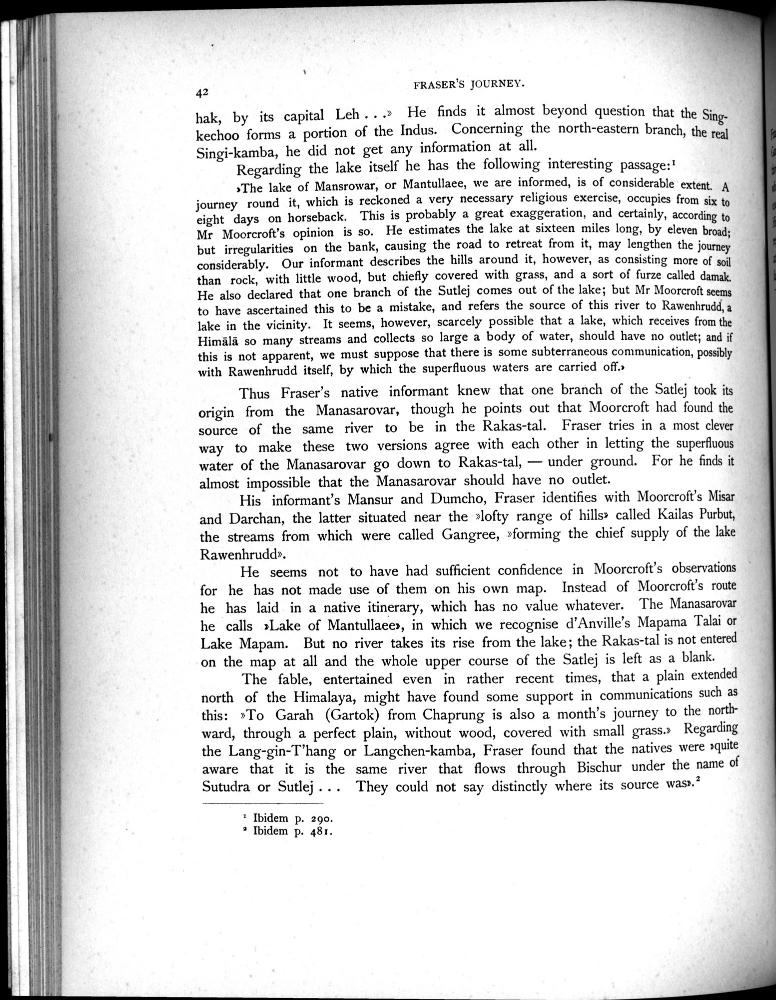 42
FRASER'S JOURNEY.
hak, by its capital Leh . . .» He finds it almost beyond question that the Sing-
kechoo forms a portion of the Indus. Concerning the north-eastern branch, the real
Singi-kamba, he did not get any information at all.
Regarding the lake itself he has the following interesting passage:¹
›The lake of Mansrowar, or Mantullaee, we are informed, is of considerable extent. A
journey round it, which is reckoned a very necessary religious exercise, occupies from six to
eight days on horseback. This is probably a great exaggeration, and certainly, according to
Mr Moorcroft's opinion is so. He estimates the lake at sixteen miles long, by eleven broad;
but irregularities on the bank, causing the road to retreat from it, may lengthen the journey
considerably. Our informant describes the hills around it, however, as consisting more of soil
than rock, with little wood, but chiefly covered with grass, and a sort of furze called damak.
He also declared that one branch of the Sutlej comes out of the lake; but Mr Moorcroft seems
to have ascertained this to be a mistake, and refers the source of this river to Rawenhrudd, a
lake in the vicinity. It seems, however, scarcely possible that a lake, which receives from the
Himālā so many streams and collects so large a body of water, should have no outlet; and if
this is not apparent, we must suppose that there is some subterraneous communication, possibly
with Rawenhrudd itself, by which the superfluous waters are carried off.›
Thus Fraser's native informant knew that one branch of the Satlej took its
origin from the Manasarovar, though he points out that Moorcroft had found the
source of the same river to be in the Rakas-tal. Fraser tries in a most clever
way to make these two versions agree with each other in letting the superfluous
water of the Manasarovar go down to Rakas-tal, — under ground. For he finds it
almost impossible that the Manasarovar should have no outlet.
His informant's Mansur and Dumcho, Fraser identifies with Moorcroft's Misar
and Darchan, the latter situated near the »lofty range of hills» called Kailas Purbut,
the streams from which were called Gangree, »forming the chief supply of the lake
Rawenhrudd».
He seems not to have had sufficient confidence in Moorcroft's observations
for he has not made use of them on his own map. Instead of Moorcroft's route
he has laid in a native itinerary, which has no value whatever. The Manasarovar
he calls »Lake of Mantullaee», in which we recognise d'Anville's Mapama Talai or
Lake Mapam. But no river takes its rise from the lake; the Rakas-tal is not entered
on the map at all and the whole upper course of the Satlej is left as a blank.
The fable, entertained even in rather recent times, that a plain extended
north of the Himalaya, might have found some support in communications such as
this: »To Garah (Gartok) from Chaprung is also a month's journey to the north-
ward, through a perfect plain, without wood, covered with small grass.» Regarding
the Lang-gin-T'hang or Langchen-kamba, Fraser found that the natives were »quite
aware that it is the same river that flows through Bischur under the name of
Sutudra or Sutlej . . . They could not say distinctly where its source was».²
¹ Ibidem p. 290.
² Ibidem p. 481.